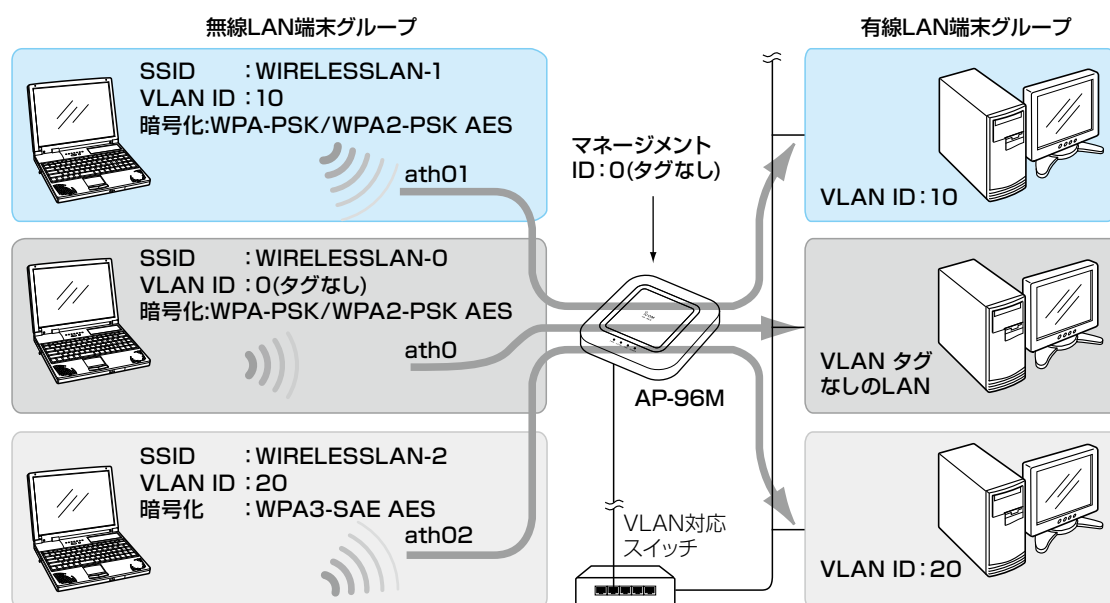 無線LAN端末グループ
有線LAN端末グループ
SSID :WIRELESSLAN-1
VLAN ID :10
暗号化:WPA-PSK/WPA2-PSK AES
ath01
マネージメント
ID:0(タグなし)
VLAN ID:10
SSID :WIRELESSLAN-0
VLAN ID :0(タグなし)
暗号化:WPA-PSK/WPA2-PSK AES
ath0
AP-96M
VLAN タグ
なしのLAN
SSID :WIRELESSLAN-2
VLAN ID :20
暗号化 :WPA3-SAE AES
ath02
VLAN対応
スイッチ
VLAN ID:20